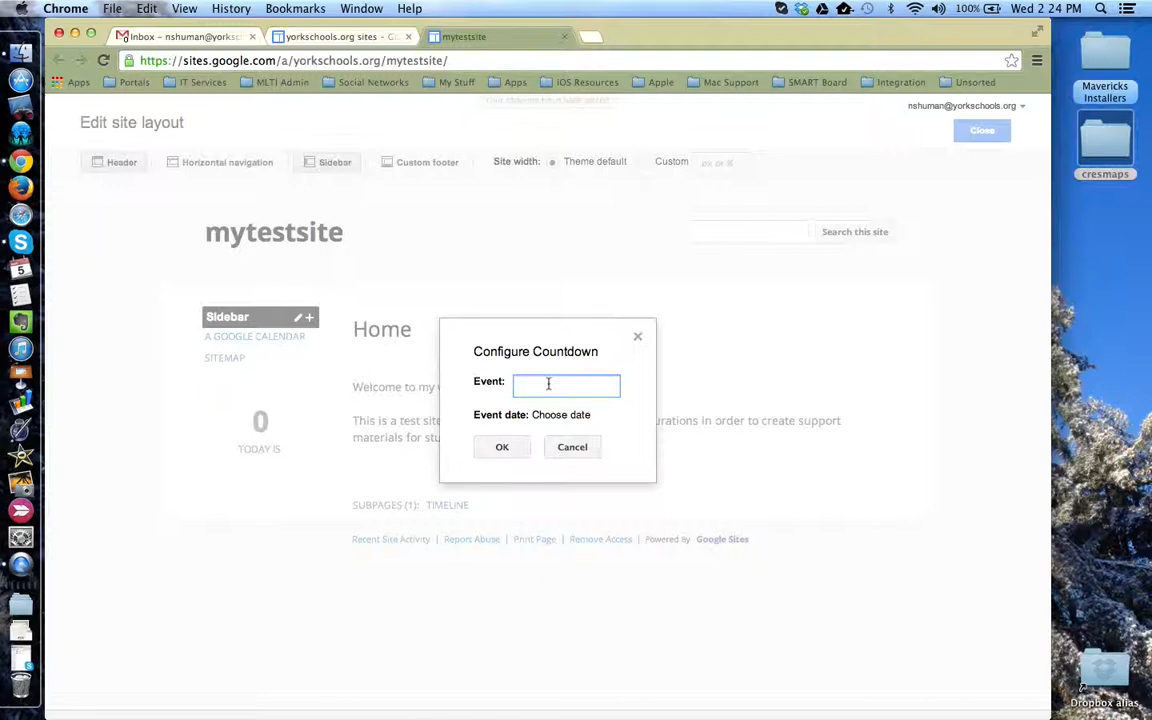 Chrome File Edit View History Bookmarks Window Help 100% Wed 2:24 PM
Inbox - nshuman@yorksc yorkschools.org sites - G mytestsite
https://sites.google.com/a/yorkschools.org/mytestsite/
Apps Portals IT Services MLTI Admin Social Networks My Stuff Apps iOS Resources Apple Mac Support SMART Board Integration Unsorted
Mavericks
Installers
cresmaps
nshuman@yorkschools.org
Edit site layout
Close
Header Horizontal navigation Sidebar Custom footer Site width: Theme default Custom px or %
mytestsite
Search this site
Sidebar
A GOOGLE CALENDAR
SITEMAP
0
TODAY IS
Home
Welcome to my
This is a test sit urations in order to create support
materials for stu
Configure Countdown
Event:
Event date: Choose date
OK Cancel
SUBPAGES (1): TIMELINE
Recent Site Activity | Report Abuse | Print Page | Remove Access | Powered by Google Sites
5
Dropbox alias